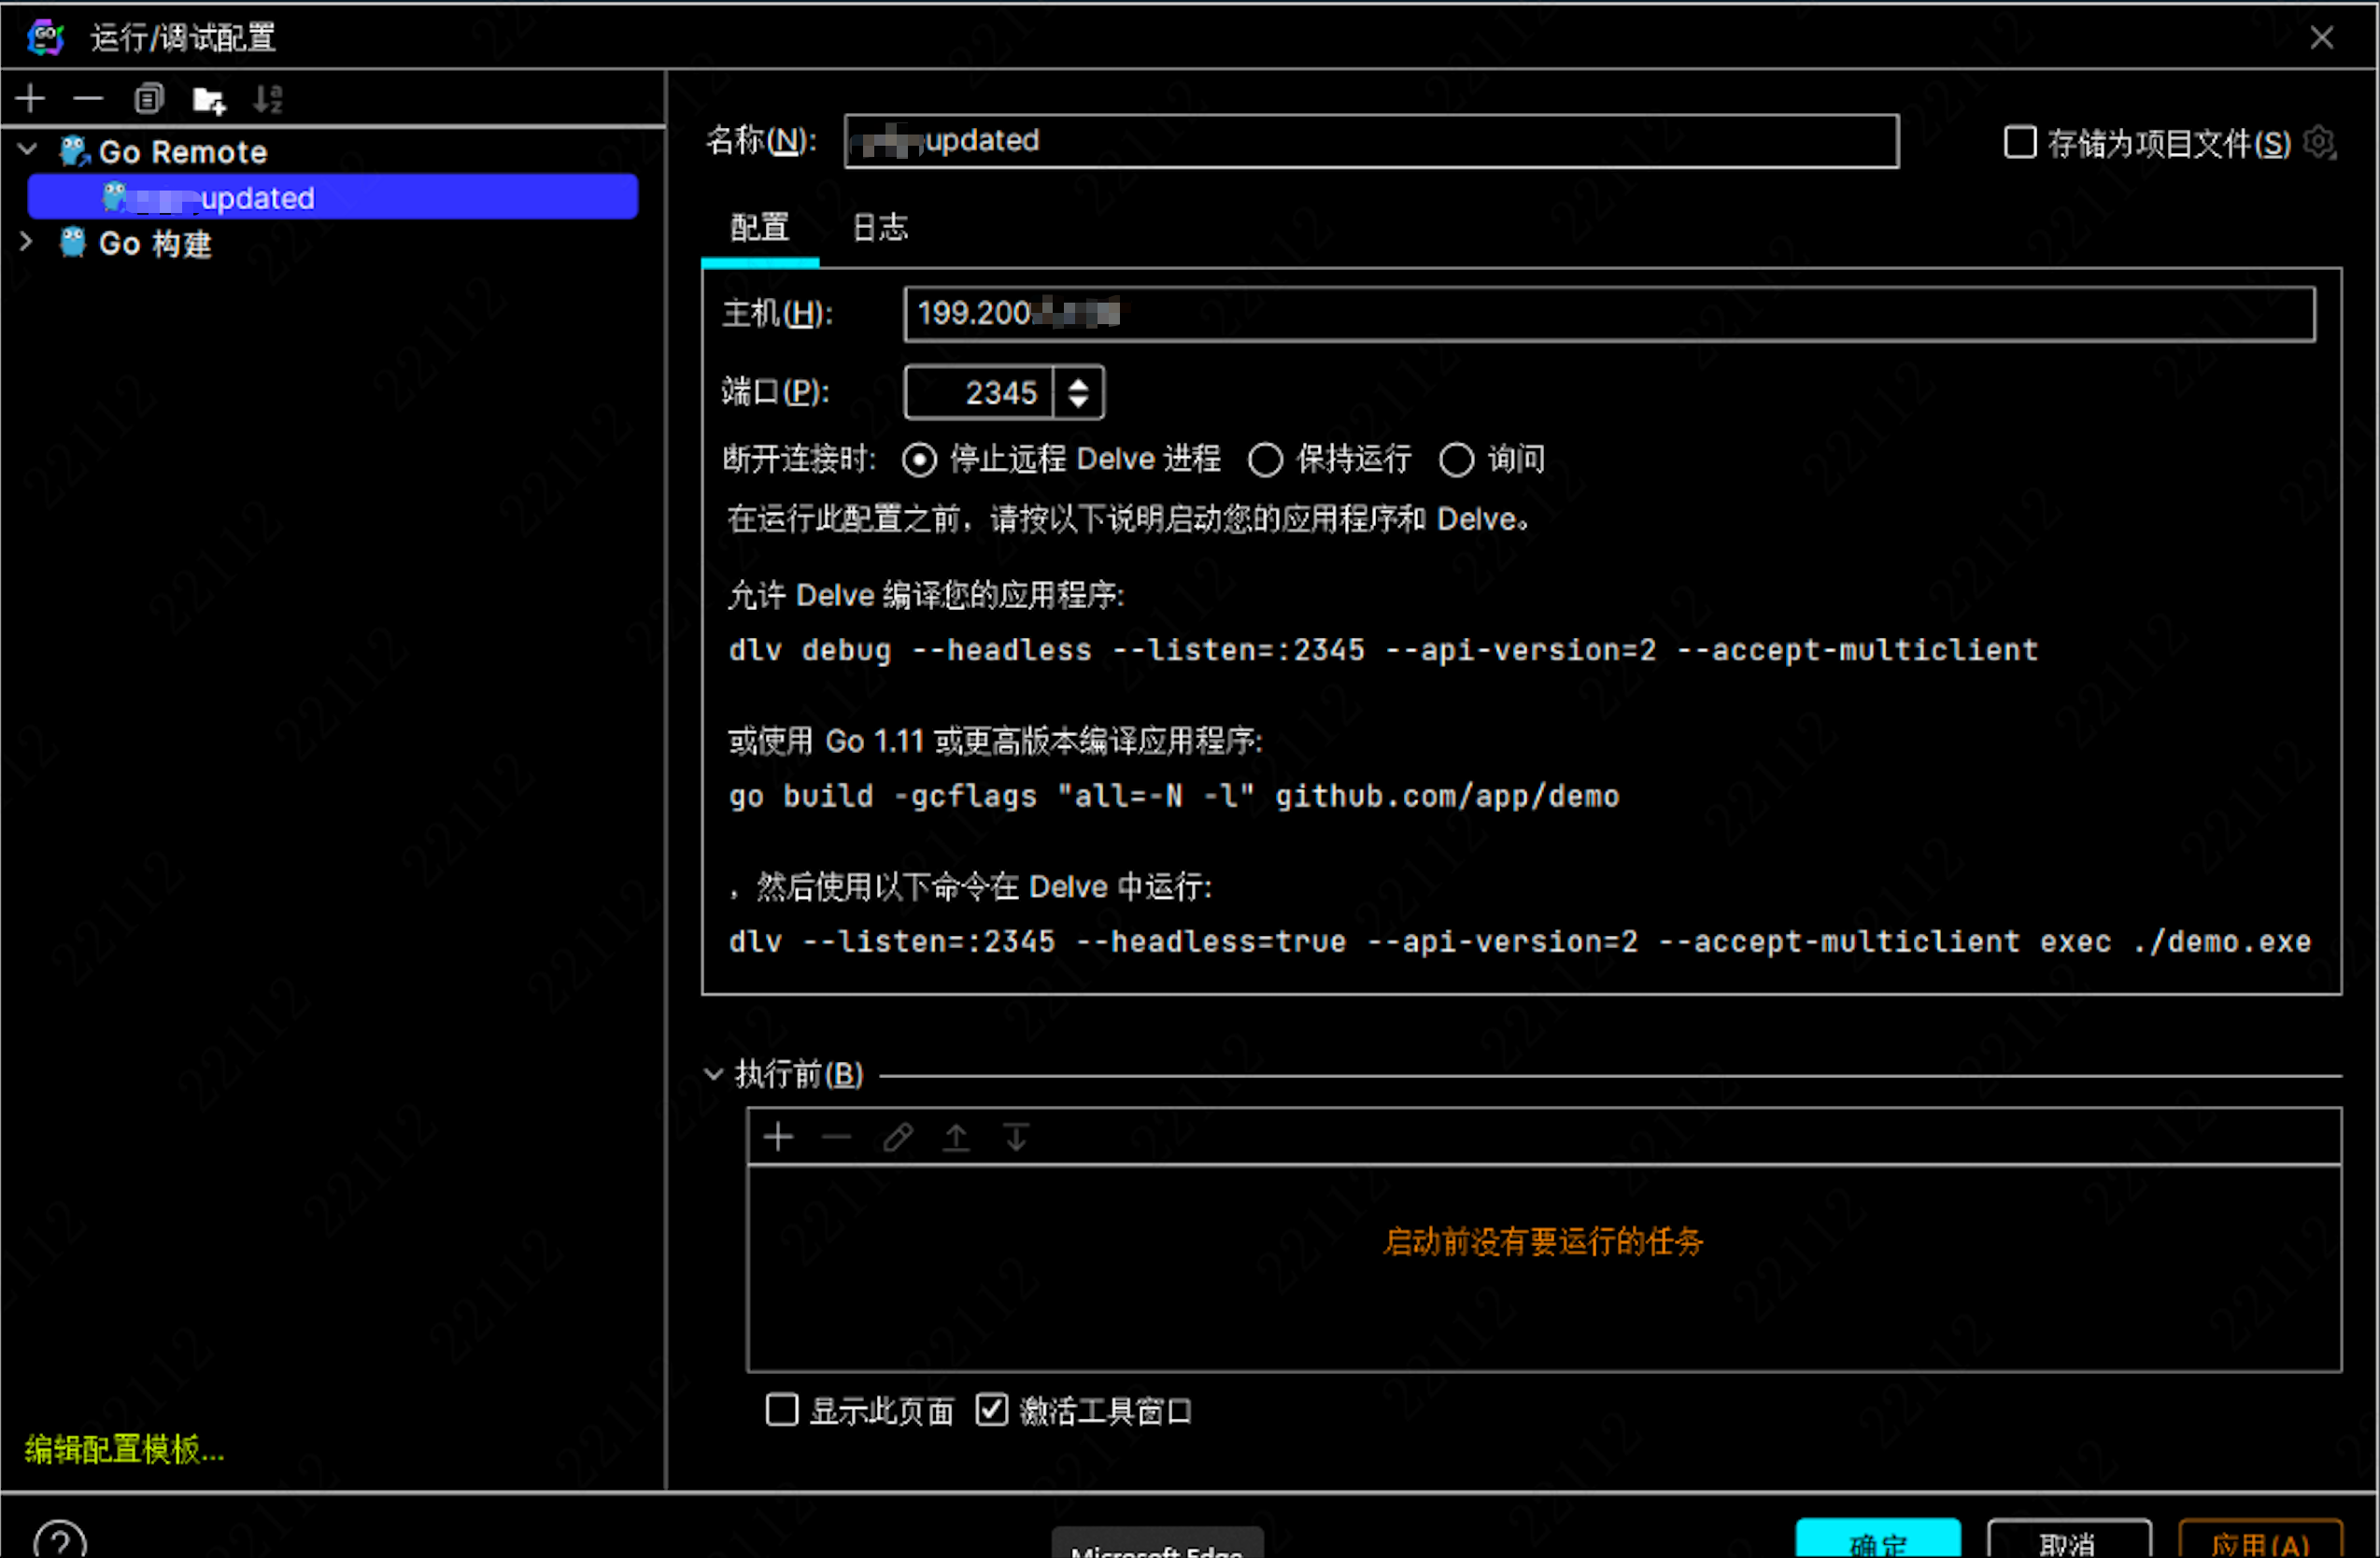 运行/调试配置
Go Remote
updated
Go 构建
编辑配置模板...
名称(N):
updated
存储为项目文件(S)
配置 日志
主机(H): 199.200
端口(P): 2345
断开连接时: 停止远程 Delve 进程 保持运行 询问
在运行此配置之前，请按以下说明启动您的应用程序和 Delve。
允许 Delve 编译您的应用程序:
dlv debug --headless --listen=:2345 --api-version=2 --accept-multiclient
或使用 Go 1.11 或更高版本编译应用程序:
go build -gcflags "all=-N -l" github.com/app/demo
，然后使用以下命令在 Delve 中运行:
dlv --listen=:2345 --headless=true --api-version=2 --accept-multiclient exec ./demo.exe
执行前(B)
启动前没有要运行的任务
显示此页面 激活工具窗口
?
Microsoft Edge
确定 取消 应用(A)
22112